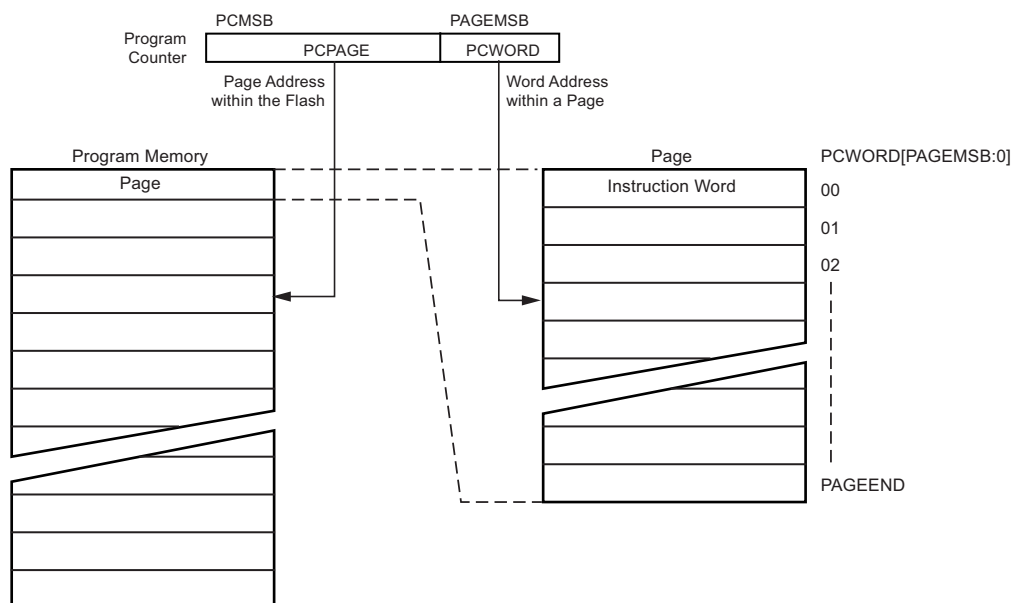 PCMSB
PAGEMSB
Program
Counter
PCPAGE
PCWORD
Page Address
within the Flash
Word Address
within a Page
Program Memory
Page
Page
Instruction Word
PCWORD[PAGEMSB:0]
00
01
02
PAGEEND